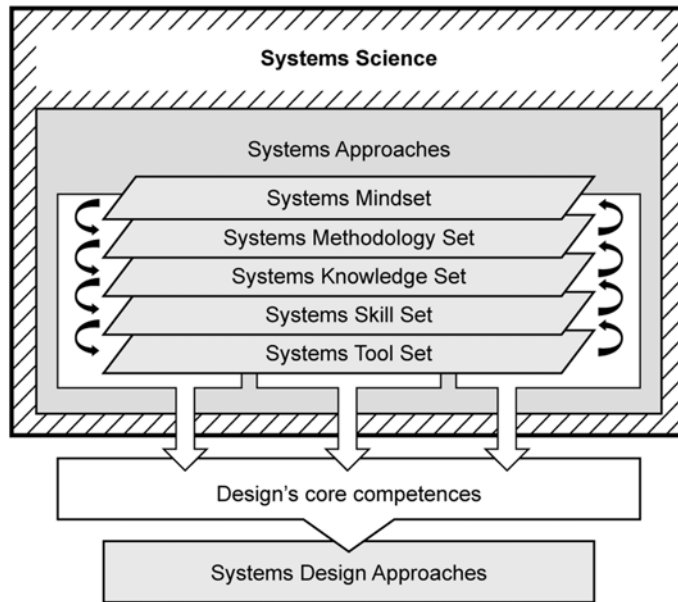 Systems Science
Systems Approaches
Systems Mindset
Systems Methodology Set
Systems Knowledge Set
Systems Skill Set
Systems Tool Set
Design's core competences
Systems Design Approaches